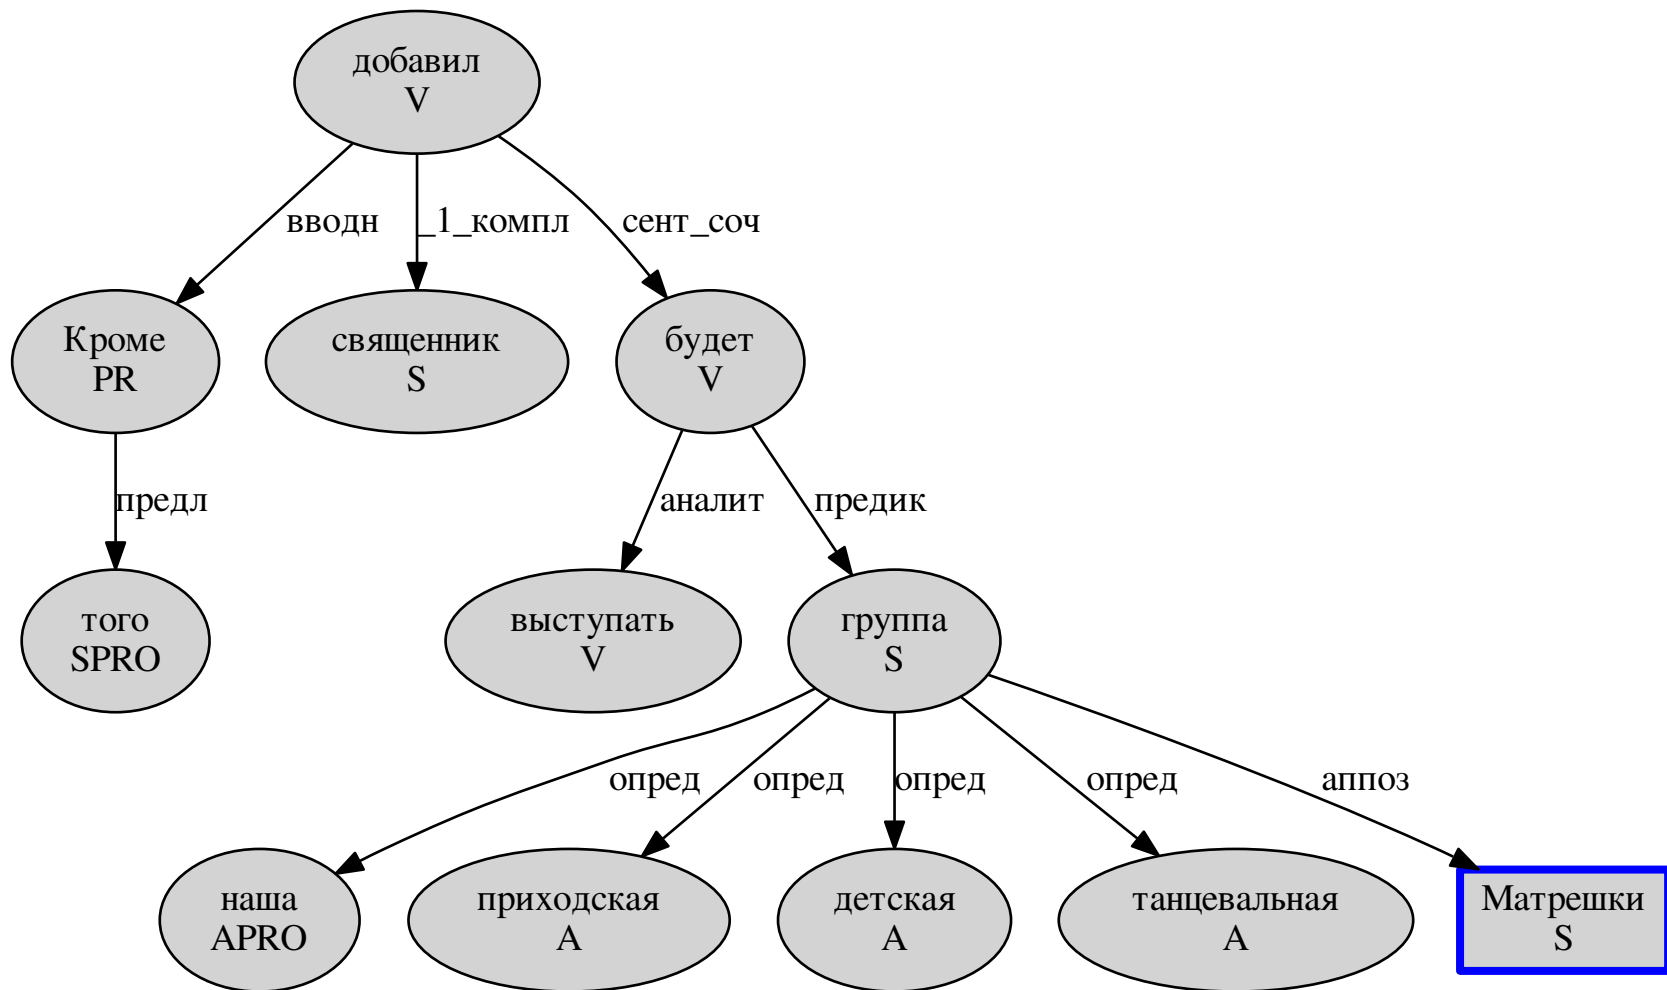 добавил
V
вводн
_1_компл
сент_соч
Кроме
PR
священник
S
будет
V
предл
аналит
предик
того
SPRO
выступать
V
группа
S
опред
опред
опред
опред
аппоз
наша
APRO
приходская
A
детская
A
танцевальная
A
Матрешки
S